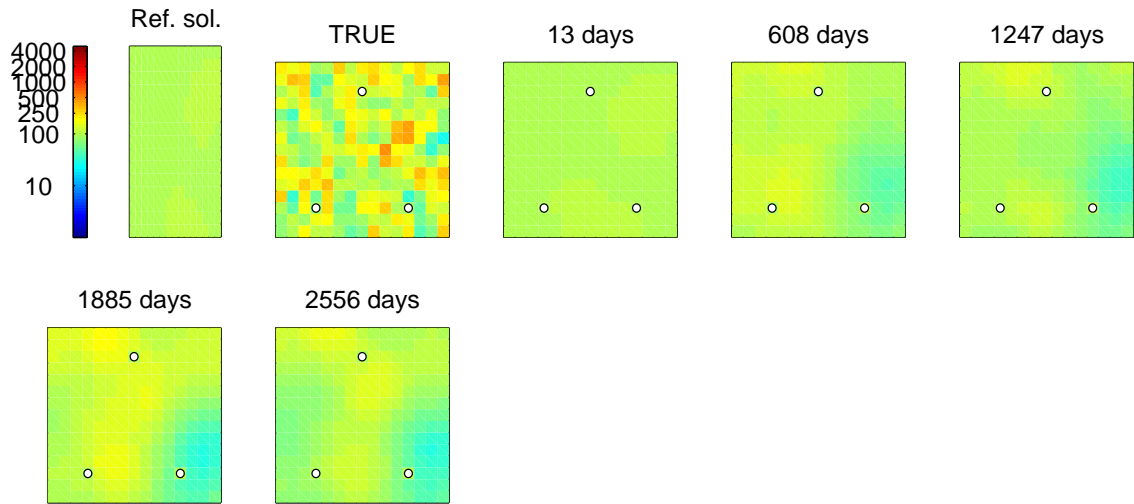 Ref. sol.
TRUE
13 days
608 days
1247 days
4000
2000
1000
500
250
100
10
1885 days
2556 days